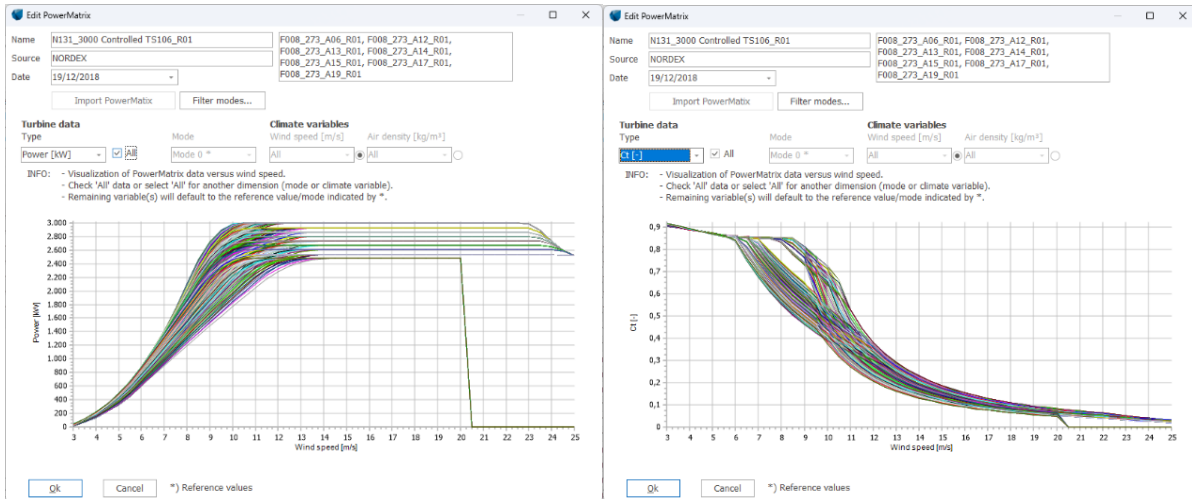 Edit PowerMatrix
Name N131_3000 Controlled TS106_R01 F008_273_A06_R01, F008_273_A12_R01,
F008_273_A13_R01, F008_273_A14_R01,
Source NORDEX F008_273_A15_R01, F008_273_A17_R01,
F008_273_A19_R01
Date 19/12/2018
Import PowerMatix Filter modes...
Turbine data Climate variables
Type Mode Wind speed [m/s] Air density [kg/m³]
Power [kW] All Mode 0 * All All
INFO: - Visualization of PowerMatrix data versus wind speed.
- Check 'All' data or select 'All' for another dimension (mode or climate variable).
- Remaining variable(s) will default to the reference value/mode indicated by *.
3.000
2.800
2.600
2.400
2.200
2.000
1.800
1.600
1.400
1.200
1.000
800
600
400
200
0
Power [kW]
3 4 5 6 7 8 9 10 11 12 13 14 15 16 17 18 19 20 21 22 23 24 25
Wind speed [m/s]
Ok Cancel *) Reference values
Edit PowerMatrix
Name N131_3000 Controlled TS106_R01 F008_273_A06_R01, F008_273_A12_R01,
F008_273_A13_R01, F008_273_A14_R01,
Source NORDEX F008_273_A15_R01, F008_273_A17_R01,
F008_273_A19_R01
Date 19/12/2018
Import PowerMatix Filter modes...
Turbine data Climate variables
Type Mode Wind speed [m/s] Air density [kg/m³]
Ct [-] All Mode 0 * All All
INFO: - Visualization of PowerMatrix data versus wind speed.
- Check 'All' data or select 'All' for another dimension (mode or climate variable).
- Remaining variable(s) will default to the reference value/mode indicated by *.
0,9
0,8
0,7
0,6
0,5
0,4
0,3
0,2
0,1
0
Ct [-]
3 4 5 6 7 8 9 10 11 12 13 14 15 16 17 18 19 20 21 22 23 24 25
Wind speed [m/s]
Ok Cancel *) Reference values